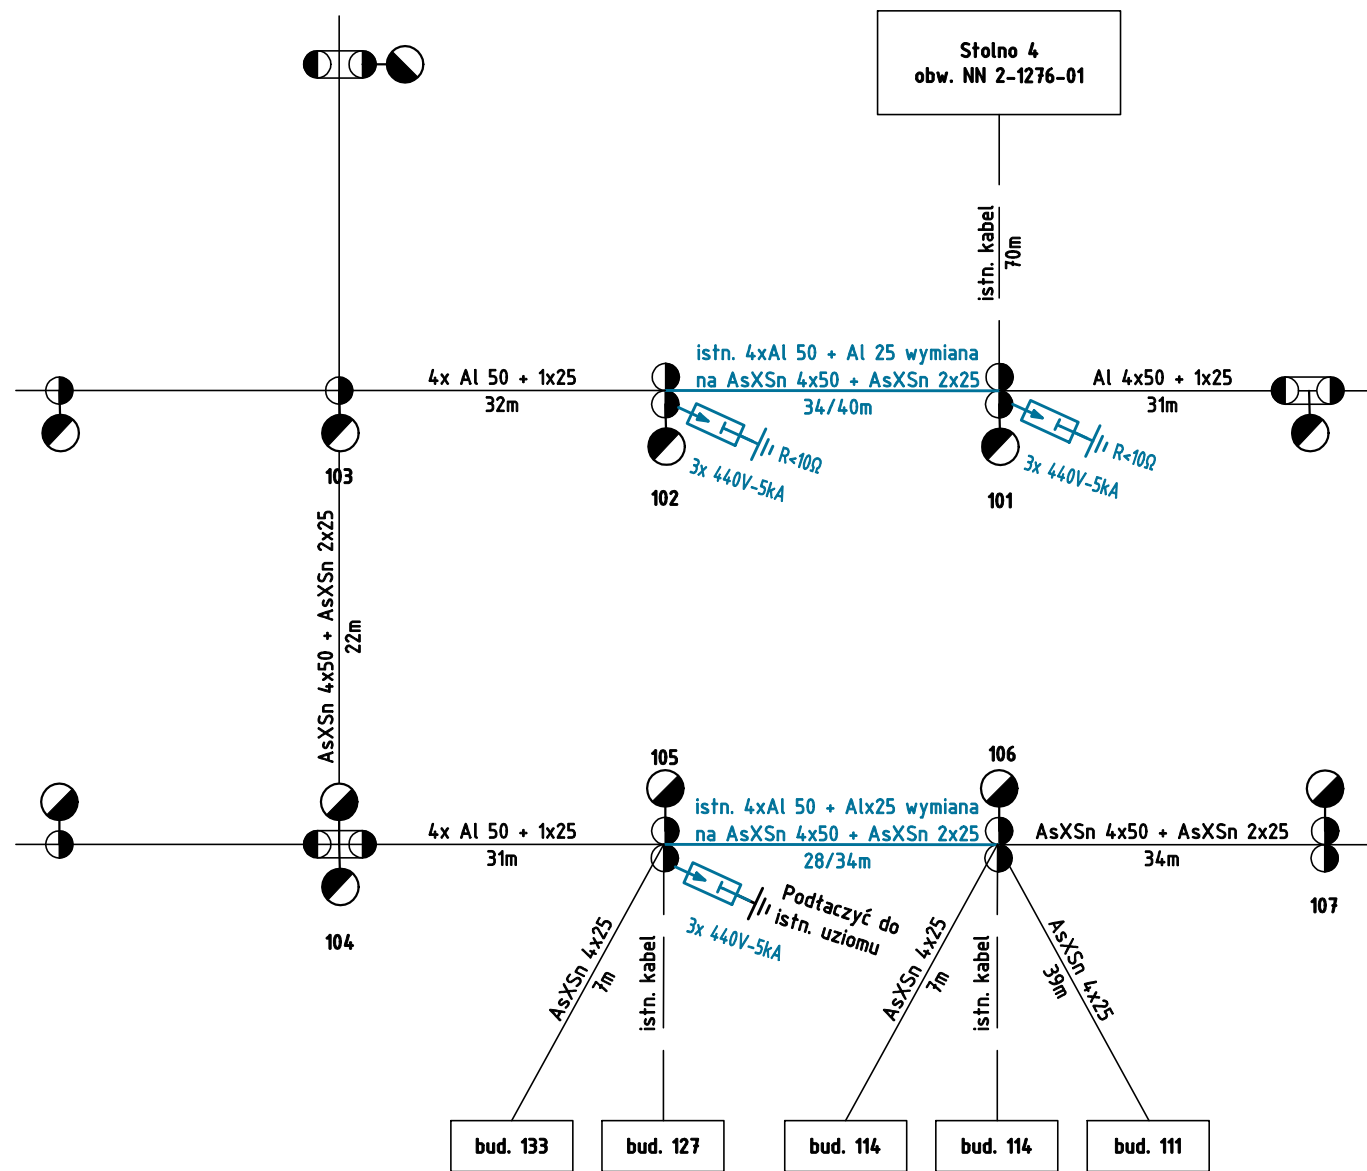 Stolno 4
obw. NN 2-1276-01
istn. kabel
70m
4x Al 50 + 1x25
32m
istn. 4xAl 50 + Al 25 wymiana
na AsXSn 4x50 + AsXSn 2x25
34/40m
Al 4x50 + 1x25
31m
R<10Ω
3x 440V-5kA
R<10Ω
3x 440V-5kA
103
102
101
AsXSn 4x50 + AsXSn 2x25
22m
105
106
4x Al 50 + 1x25
31m
istn. 4xAl 50 + Alx25 wymiana
na AsXSn 4x50 + AsXSn 2x25
28/34m
AsXSn 4x50 + AsXSn 2x25
34m
104
107
3x 440V-5kA
Podłaczyć do
istn. uziomu
AsXSn 4x25
7m
istn. kabel
AsXSn 4x25
7m
istn. kabel
AsXSn 4x25
39m
bud. 133
bud. 127
bud. 114
bud. 114
bud. 111